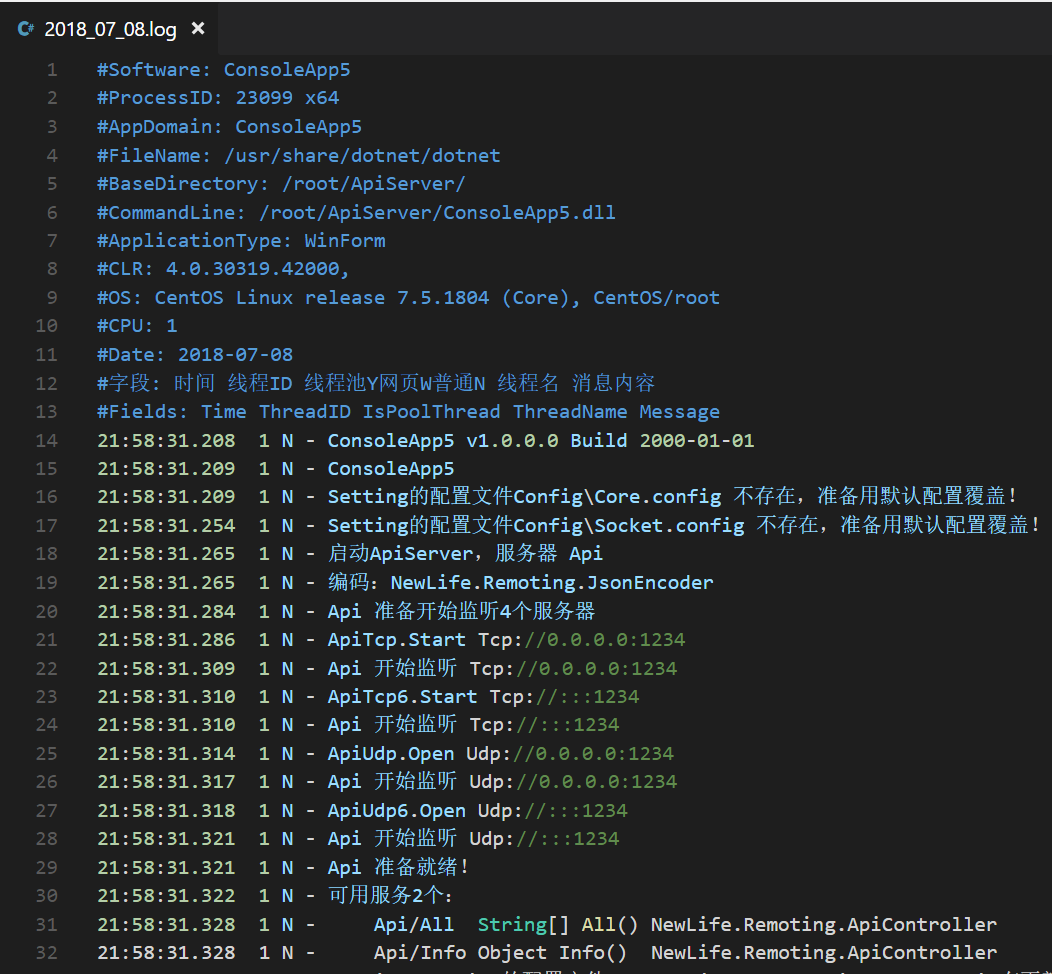 2018_07_08.log
1 #Software: ConsoleApp5
2 #ProcessID: 23099 x64
3 #AppDomain: ConsoleApp5
4 #FileName: /usr/share/dotnet/dotnet
5 #BaseDirectory: /root/ApiServer/
6 #CommandLine: /root/ApiServer/ConsoleApp5.dll
7 #ApplicationType: WinForm
8 #CLR: 4.0.30319.42000,
9 #OS: CentOS Linux release 7.5.1804 (Core), CentOS/root
10 #CPU: 1
11 #Date: 2018-07-08
12 #字段: 时间 线程ID 线程池Y网页W普通N 线程名 消息内容
13 #Fields: Time ThreadID IsPoolThread ThreadName Message
14 21:58:31.208  1 N - ConsoleApp5 v1.0.0.0 Build 2000-01-01
15 21:58:31.209  1 N - ConsoleApp5
16 21:58:31.209  1 N - Setting的配置文件Config\Core.config 不存在，准备用默认配置覆盖！
17 21:58:31.254  1 N - Setting的配置文件Config\Socket.config 不存在，准备用默认配置覆盖！
18 21:58:31.265  1 N - 启动ApiServer，服务器 Api
19 21:58:31.265  1 N - 编码：NewLife.Remoting.JsonEncoder
20 21:58:31.284  1 N - Api 准备开始监听4个服务器
21 21:58:31.286  1 N - ApiTcp.Start Tcp://0.0.0.0:1234
22 21:58:31.309  1 N - Api 开始监听 Tcp://0.0.0.0:1234
23 21:58:31.310  1 N - ApiTcp6.Start Tcp://:::1234
24 21:58:31.310  1 N - Api 开始监听 Tcp://:::1234
25 21:58:31.314  1 N - ApiUdp.Open Udp://0.0.0.0:1234
26 21:58:31.317  1 N - Api 开始监听 Udp://0.0.0.0:1234
27 21:58:31.318  1 N - ApiUdp6.Open Udp://:::1234
28 21:58:31.321  1 N - Api 开始监听 Udp://:::1234
29 21:58:31.321  1 N - Api 准备就绪！
30 21:58:31.322  1 N - 可用服务2个：
31 21:58:31.328  1 N -     Api/All  String[] All() NewLife.Remoting.ApiController
32 21:58:31.328  1 N -     Api/Info Object Info()  NewLife.Remoting.ApiController